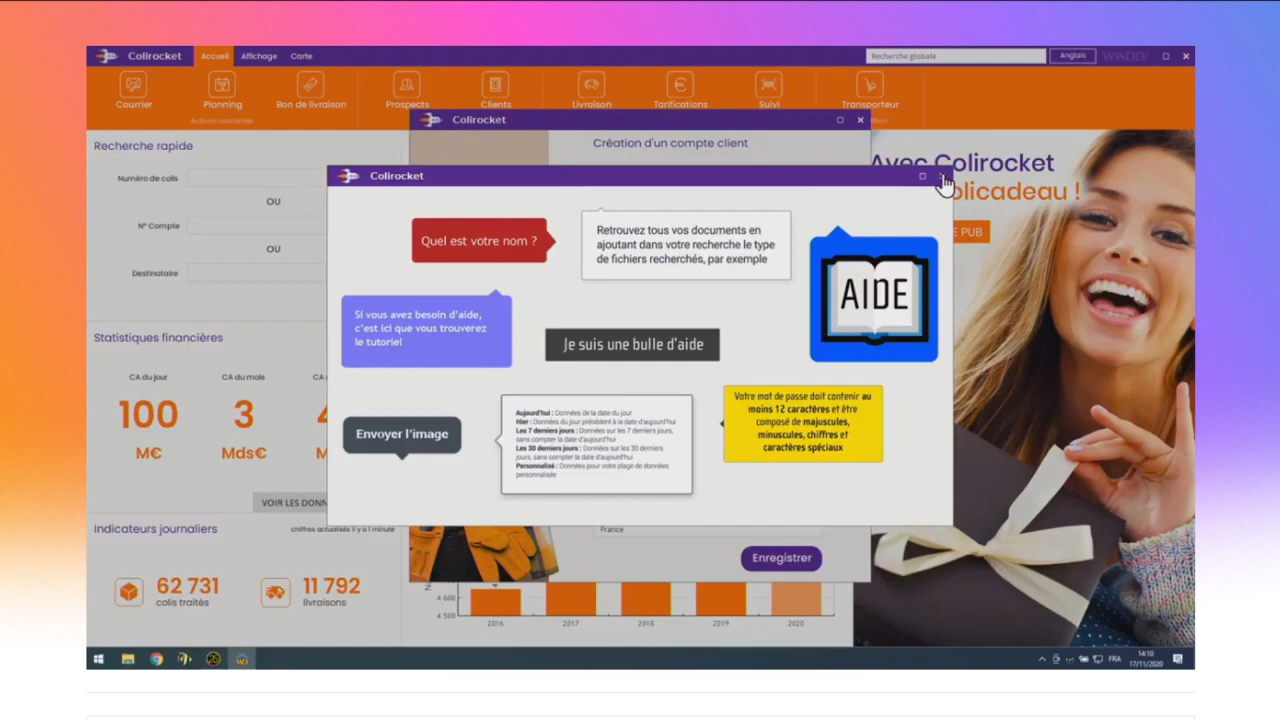 Colirocket
Accueil
Affichage
Carte
Recherche globale
Anglais
WINDEV
Courrier
Planning
Bon de livraison
Prospects
Clients
Livraison
Tarifications
Suivi
Transporteur
Actions courantes
Colirocket
Création d'un compte client
Recherche rapide
Numéro de colis
OU
N° Compte
OU
Destinataire
Avec Colirocket
olicadeau !
E PUB
Colirocket
Quel est votre nom ?
Retrouvez tous vos documents en
ajoutant dans votre recherche le type
de fichiers recherchés, par exemple
AIDE
Si vous avez besoin d'aide,
c'est ici que vous trouverez
le tutoriel
Je suis une bulle d'aide
Envoyer l'image
Aujourd'hui : Données de la date du jour
Hier : Données du jour précédent à la date d'aujourd'hui
Les 7 derniers jours : Données sur les 7 derniers jours,
sans compter la date d'aujourd'hui
Les 30 derniers jours : Données sur les 30 derniers
jours, sans compter la date d'aujourd'hui
Personnalisé : Données pour votre plage de données
personnalisée
Votre mot de passe doit contenir au
moins 12 caractères et être
composé de majuscules,
minuscules, chiffres et
caractères spéciaux
Statistiques financières
CA du jour
CA du mois
CA
100
3
M€
Mds€
M
VOIR LES DONN
Indicateurs journaliers
chiffres actualisés il y a 1 minute
62 731
colis traités
11 792
livraisons
France
Enregistrer
4 600
4 500
2016
2017
2018
2019
2020
FRA
14:10
17/11/2020